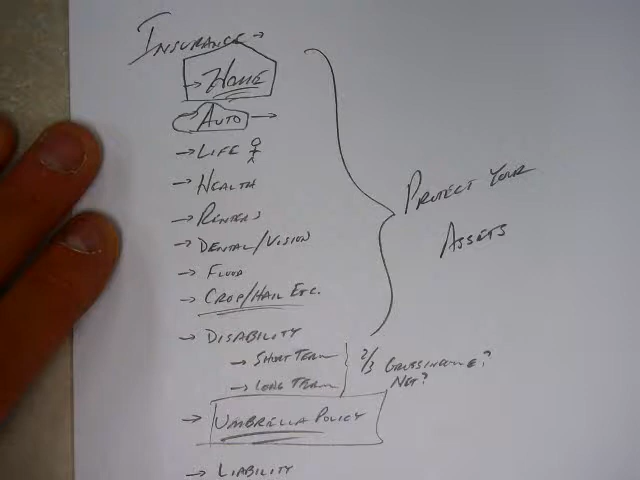 INSURANCE →
→ HOME
→ AUTO →
→ LIFE
→ HEALTH
→ RENTERS
→ DENTAL/VISION
→ FLOOD
→ CROP/HAIL ETC.
PROTECT YOUR
ASSETS
→ DISABILITY
→ SHORT TERM
→ LONG TERM
2/3 GROSS INCOME?
NET?
→ UMBRELLA POLICY
→ LIABILITY